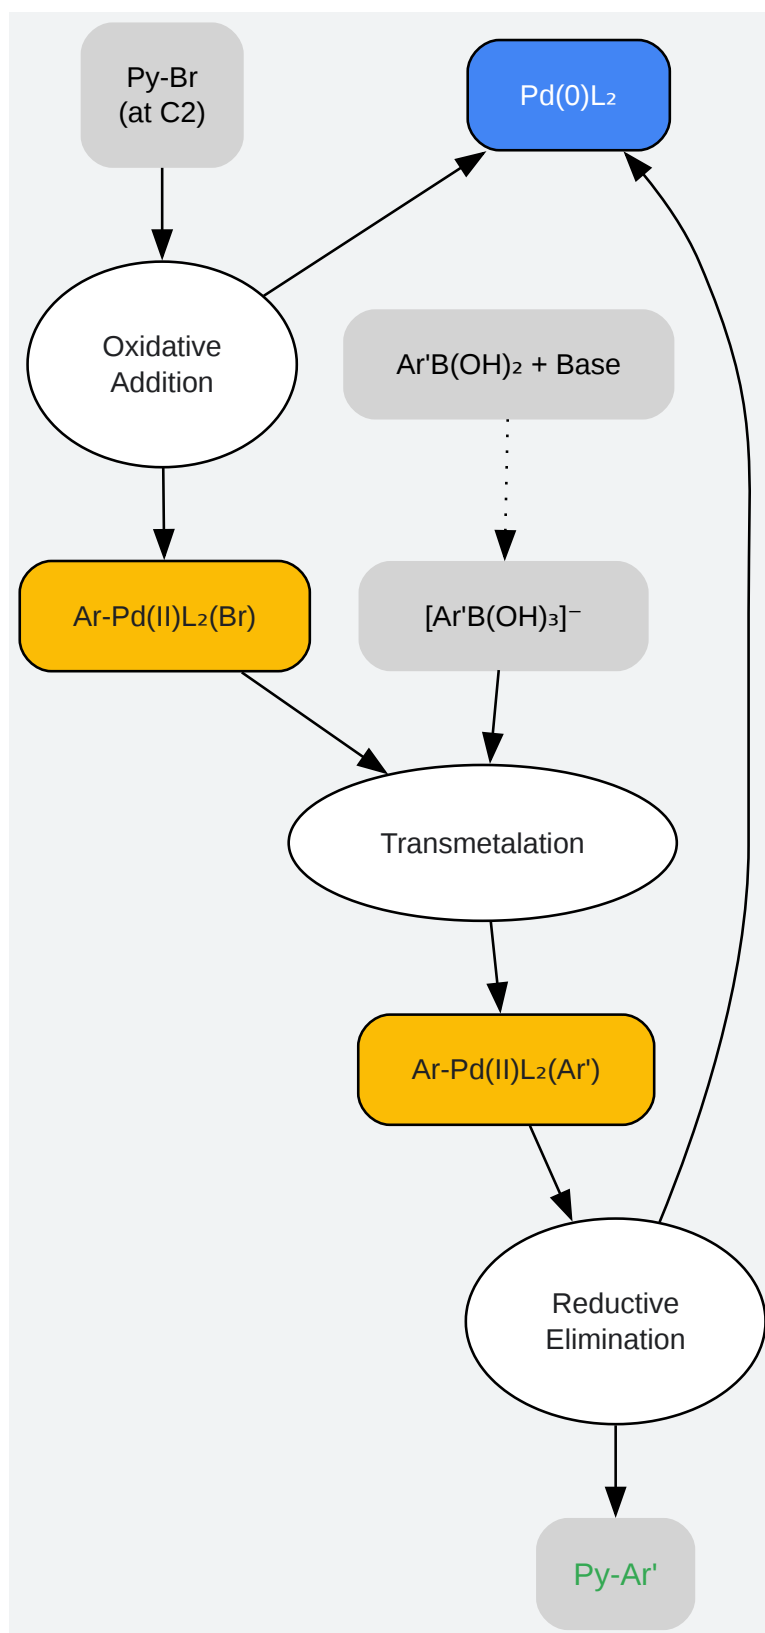 Py-Br
(at C2)
Pd(0)L₂
Oxidative
Addition
Ar'B(OH)₂ + Base
Ar-Pd(II)L₂(Br)
[Ar'B(OH)₃]⁻
Transmetalation
Ar-Pd(II)L₂(Ar')
Reductive
Elimination
Py-Ar'